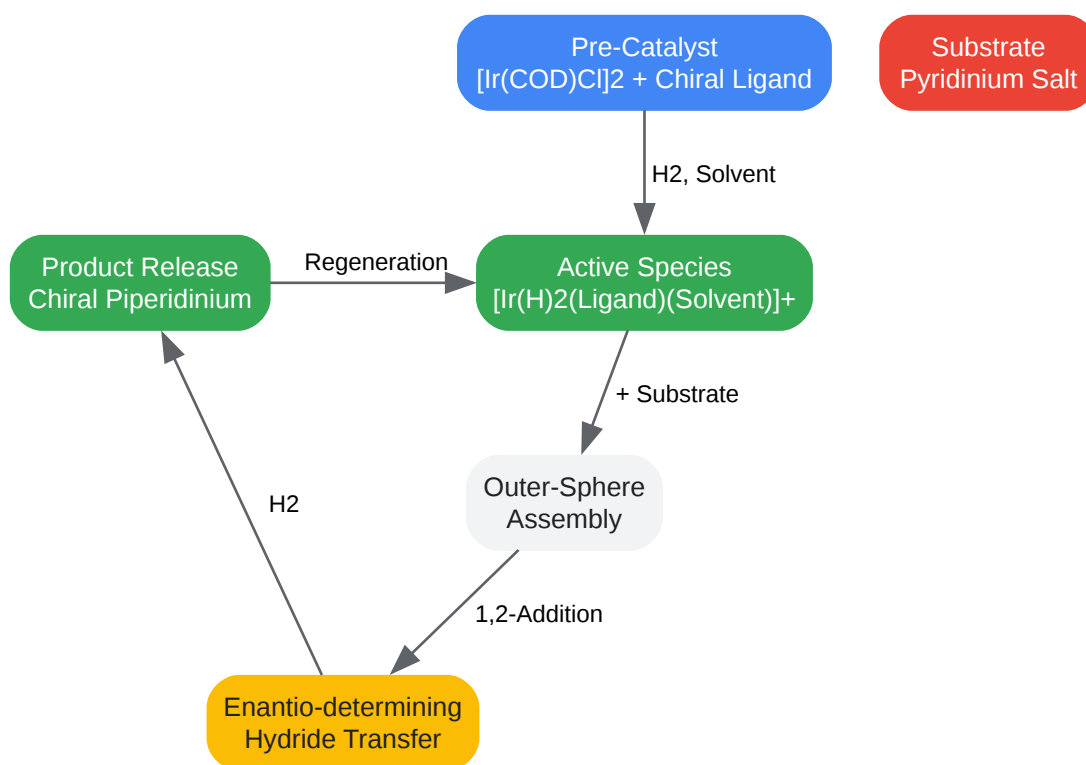 Pre-Catalyst
[Ir(COD)Cl]2 + Chiral Ligand
Substrate
Pyridinium Salt
H2, Solvent
Product Release
Chiral Piperidinium
Regeneration
Active Species
[Ir(H)2(Ligand)(Solvent)]+
+ Substrate
Outer-Sphere
Assembly
H2
1,2-Addition
Enantio-determining
Hydride Transfer